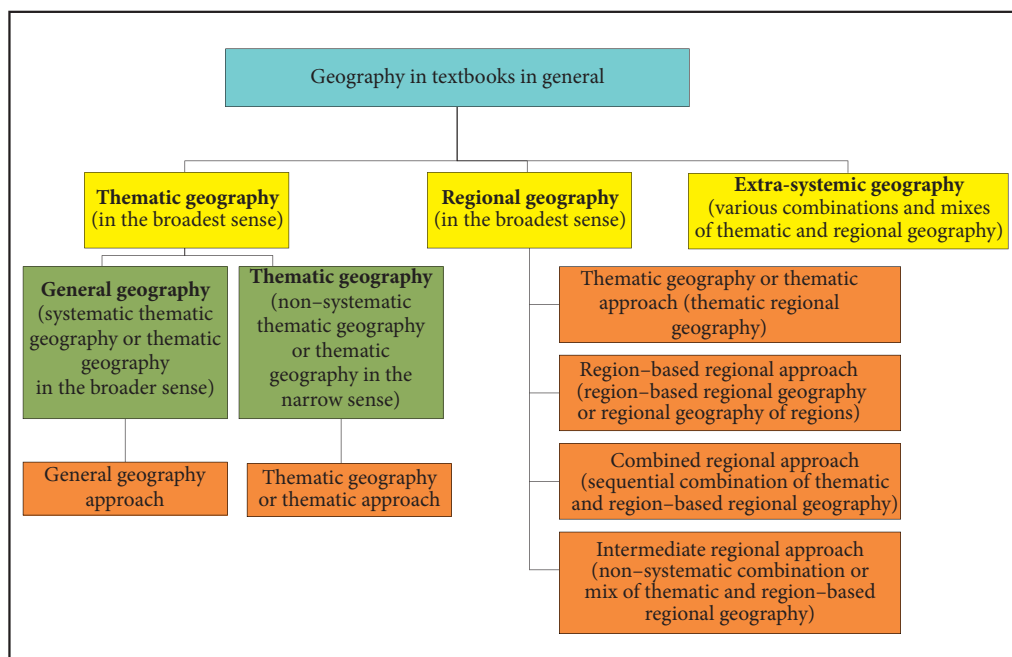 Geography in textbooks in general
Thematic geography
(in the broadest sense)
Regional geography
(in the broadest sense)
Extra-systemic geography
(various combinations and mixes
of thematic and regional geography)
General geography
(systematic thematic
geography or thematic
geography
in the broader sense)
Thematic geography
(non–systematic
thematic geography
or thematic
geography in the
narrow sense)
General geography
approach
Thematic geography
or thematic approach
Thematic geography or thematic
approach (thematic regional
geography)
Region–based regional approach
(region–based regional geography
or regional geography of regions)
Combined regional approach
(sequential combination of thematic
and region–based regional geography)
Intermediate regional approach
(non–systematic combination or
mix of thematic and region–based
regional geography)